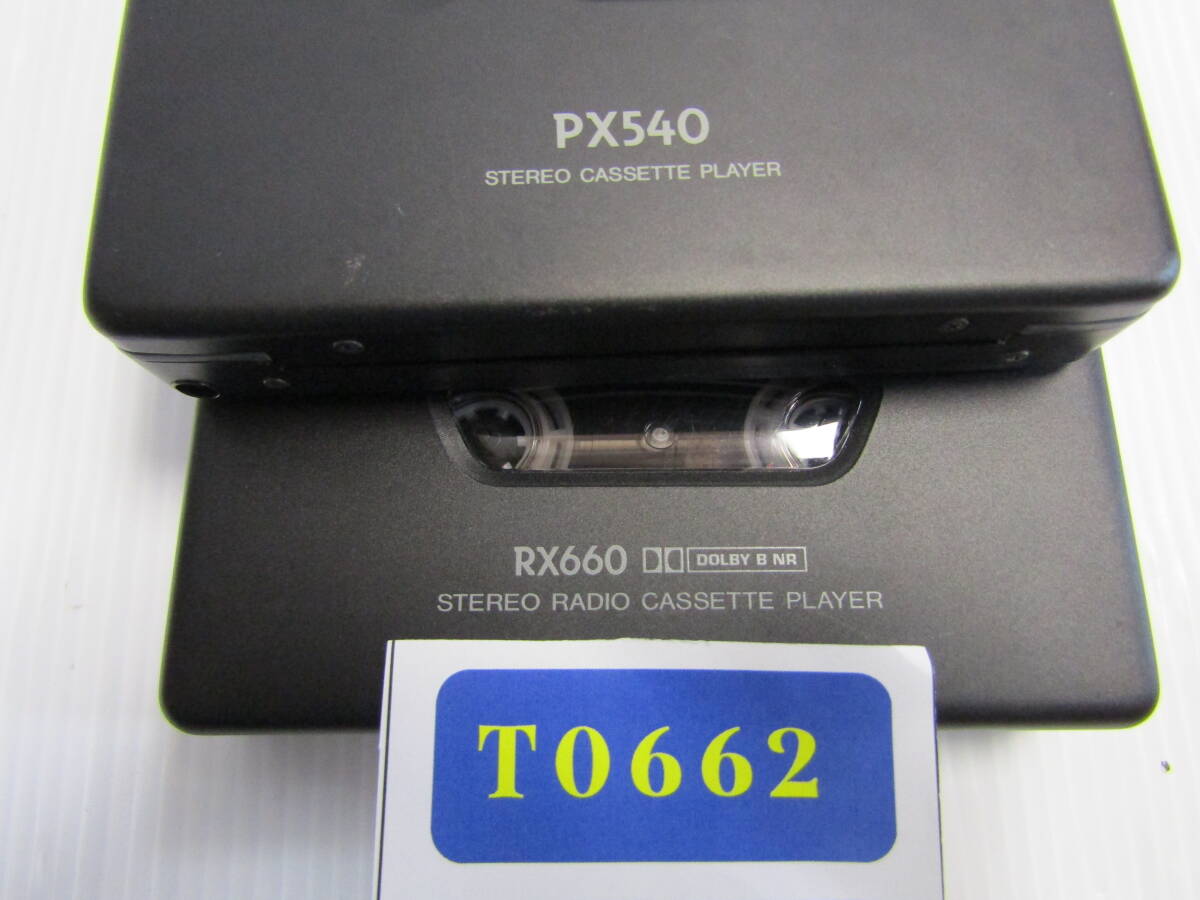 PX540
STEREO CASSETTE PLAYER
RX660 DOLBY B NR
STEREO RADIO CASSETTE PLAYER
T0662